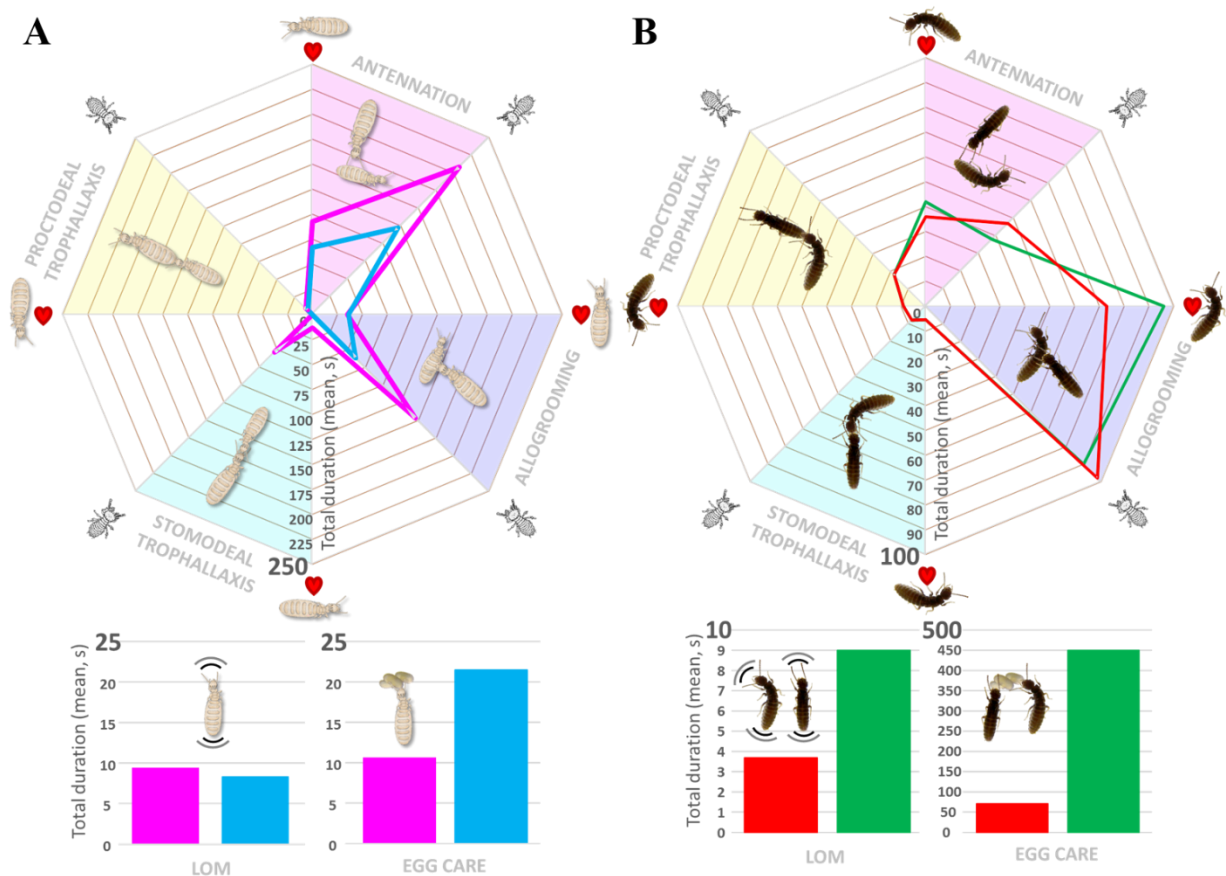 A
B
ANTENNATION
ANTENNATION
PROCTODEAL
TROPHALLAXIS
PROCTODEAL
TROPHALLAXIS
ALLOGROOMING
ALLOGROOMING
STOMODEAL
TROPHALLAXIS
STOMODEAL
TROPHALLAXIS
Total duration (mean, s)
0
25
50
75
100
125
150
175
200
225
250
Total duration (mean, s)
0
10
20
30
40
50
60
70
80
90
100
Total duration (mean, s)
25
20
15
10
5
0
LOM
25
20
15
10
5
0
EGG CARE
Total duration (mean, s)
10
9
8
7
6
5
4
3
2
1
0
LOM
500
450
400
350
300
250
200
150
100
50
0
EGG CARE